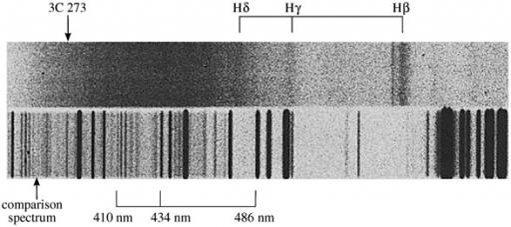 3C 273
Hδ
Hγ
Hβ
comparison
spectrum
410 nm
434 nm
486 nm